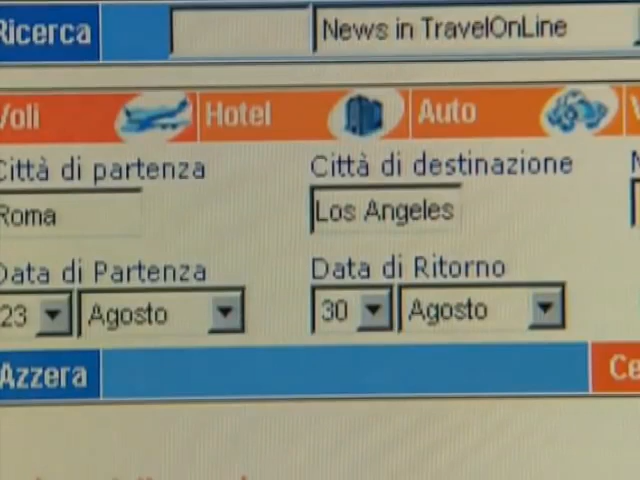 Ricerca News in TravelOnLine
Voli Hotel Auto
Città di partenza Città di destinazione
Roma Los Angeles
Data di Partenza Data di Ritorno
23 Agosto 30 Agosto
Azzera